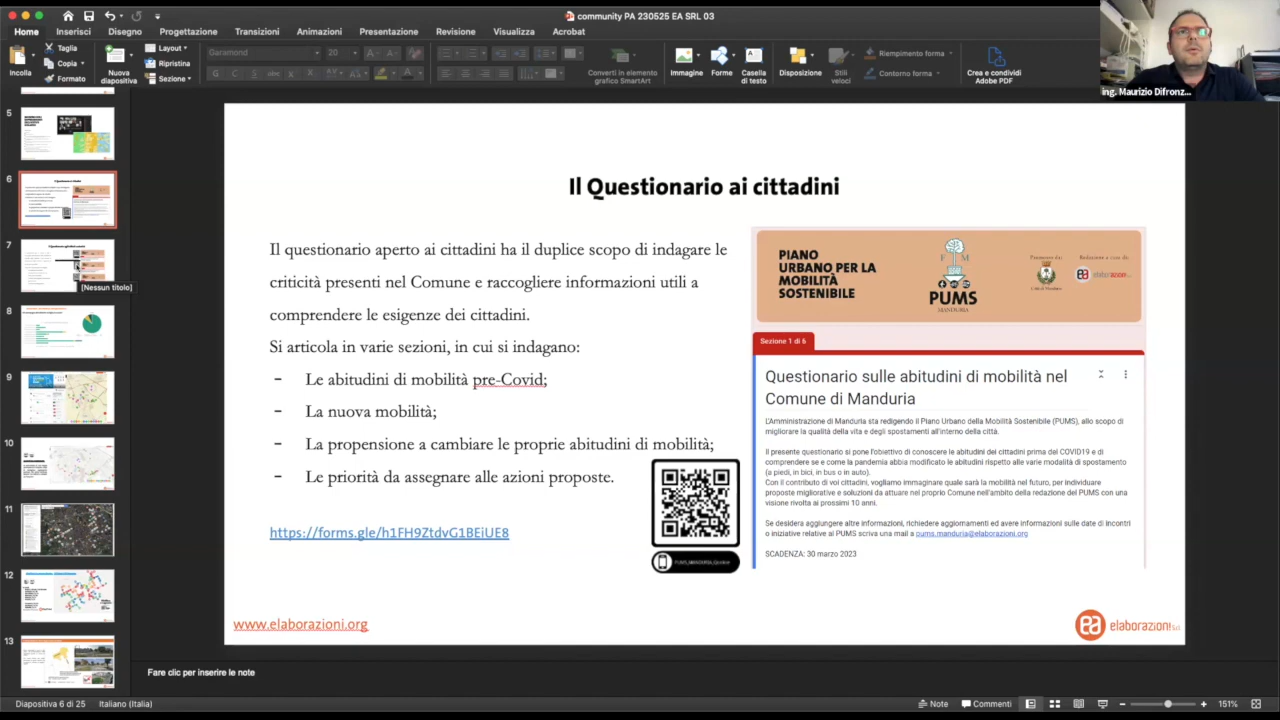 community PA 230525 EA SRL 03
Home Inserisci Disegno Progettazione Transizioni Animazioni Presentazione Revisione Visualizza Acrobat
Incolla
Taglia
Copia
Formato
Nuova diapositiva
Layout
Ripristina
Sezione
Garamond 20
Converti in elemento grafico SmartArt
Immagine
Forme
Casella di testo
Disposizione
Stili veloci
Riempimento forma
Contorno forma
Crea e condividi Adobe PDF
ing. Maurizio Difronz...
5
6
7
[Nessun titolo]
8
9
10
11
12
13
Il Questionario ai cittadini
Il questionario aperto ai cittadini ha il duplice scopo di indagare le
criticità presenti nel Comune e raccogliere informazioni utili a
comprendere le esigenze dei cittadini.
Si articola in varie sezioni, in cui si indagano:
- Le abitudini di mobilità pre-Covid;
- La nuova mobilità;
- La propensione a cambiare le proprie abitudini di mobilità;
- Le priorità da assegnare alle azioni proposte.
https://forms.gle/h1FH9ZtdvG1BEiUE8
www.elaborazioni.org
PIANO
URBANO PER LA
MOBILITÀ
SOSTENIBILE
PUMS
MANDURIA
Sezione 1 di 6
Questionario sulle abitudini di mobilità nel
Comune di Manduria
L'Amministrazione di Manduria sta redigendo il Piano Urbano della Mobilità Sostenibile (PUMS), allo scopo di
migliorare la qualità della vita e degli spostamenti all'interno della città.
Il presente questionario si pone l'obiettivo di conoscere le abitudini dei cittadini prima del COVID19 e di
comprendere se e come la pandemia abbia modificato le abitudini rispetto alle varie modalità di spostamento
(a piedi, in bici, in bus o in auto).
Con il contributo di voi cittadini, vogliamo immaginare quale sarà la mobilità nel futuro, per individuare
proposte migliorative e soluzioni da attuare nel proprio Comune nell'ambito della redazione del PUMS con una
visione rivolta ai prossimi 10 anni.
Se desidera aggiungere altre informazioni, richiedere aggiornamenti ed avere informazioni sulle date di incontri
o iniziative relative al PUMS scriva una mail a pums.manduria@elaborazioni.org
SCADENZA: 30 marzo 2023
elaborazioni s.r.l.
Fare clic per inserire le note
Diapositiva 6 di 25 Italiano (Italia) Note Commenti 151%